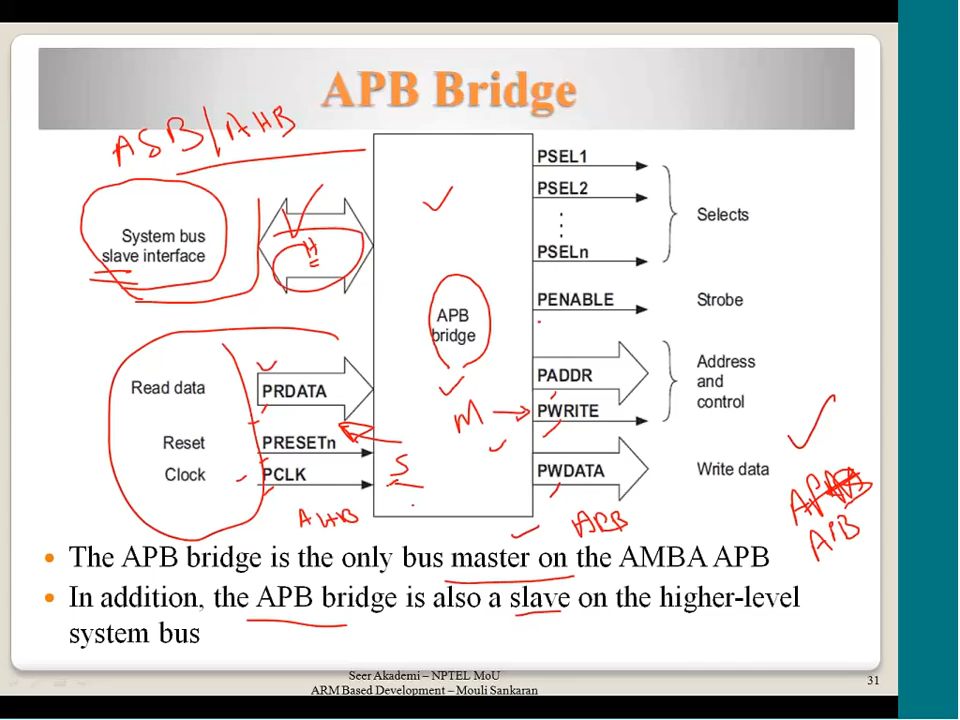 APB Bridge
ASB/AHB
PSEL1
PSEL2
Selects
System bus
slave interface
H
PSELn
PENABLE
Strobe
APB
bridge
Address
and
control
PADDR
Read data
PRDATA
M
PWRITE
Reset
PRESETn
Clock
PCLK
S
PWDATA
Write data
AHB
APB
APB
• The APB bridge is the only bus master on the AMBA APB
• In addition, the APB bridge is also a slave on the higher-level
system bus
Seer Akademi – NPTEL MoU
ARM Based Development – Mouli Sankaran
31